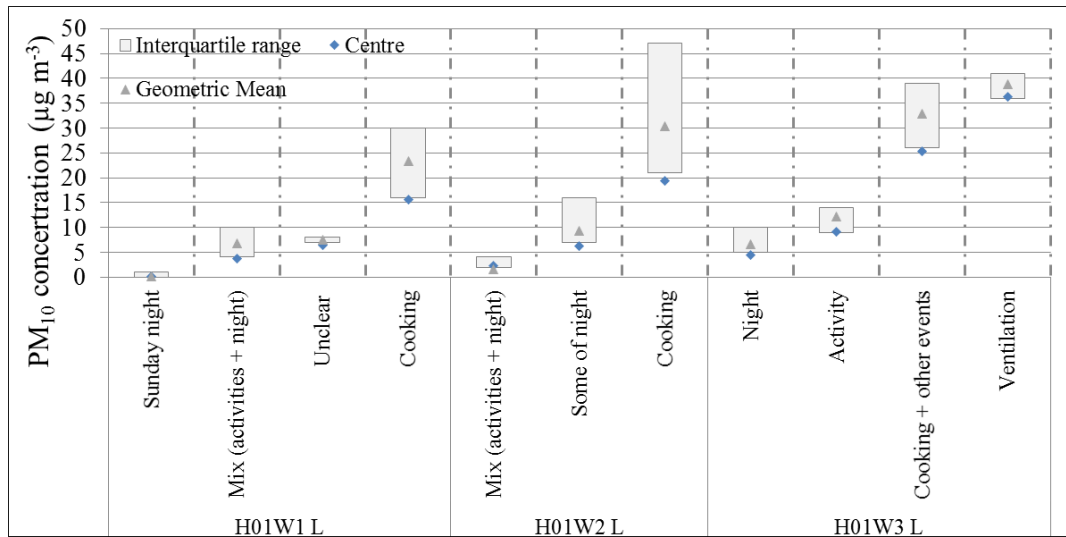 PM10 concertration (µg m-3)
50
45
40
35
30
25
20
15
10
5
0
Interquartile range
Centre
Geometric Mean
Sunday night
Mix (activities + night)
Unclear
Cooking
Mix (activities + night)
Some of night
Cooking
Night
Activity
Cooking + other events
Ventilation
H01W1 L
H01W2 L
H01W3 L